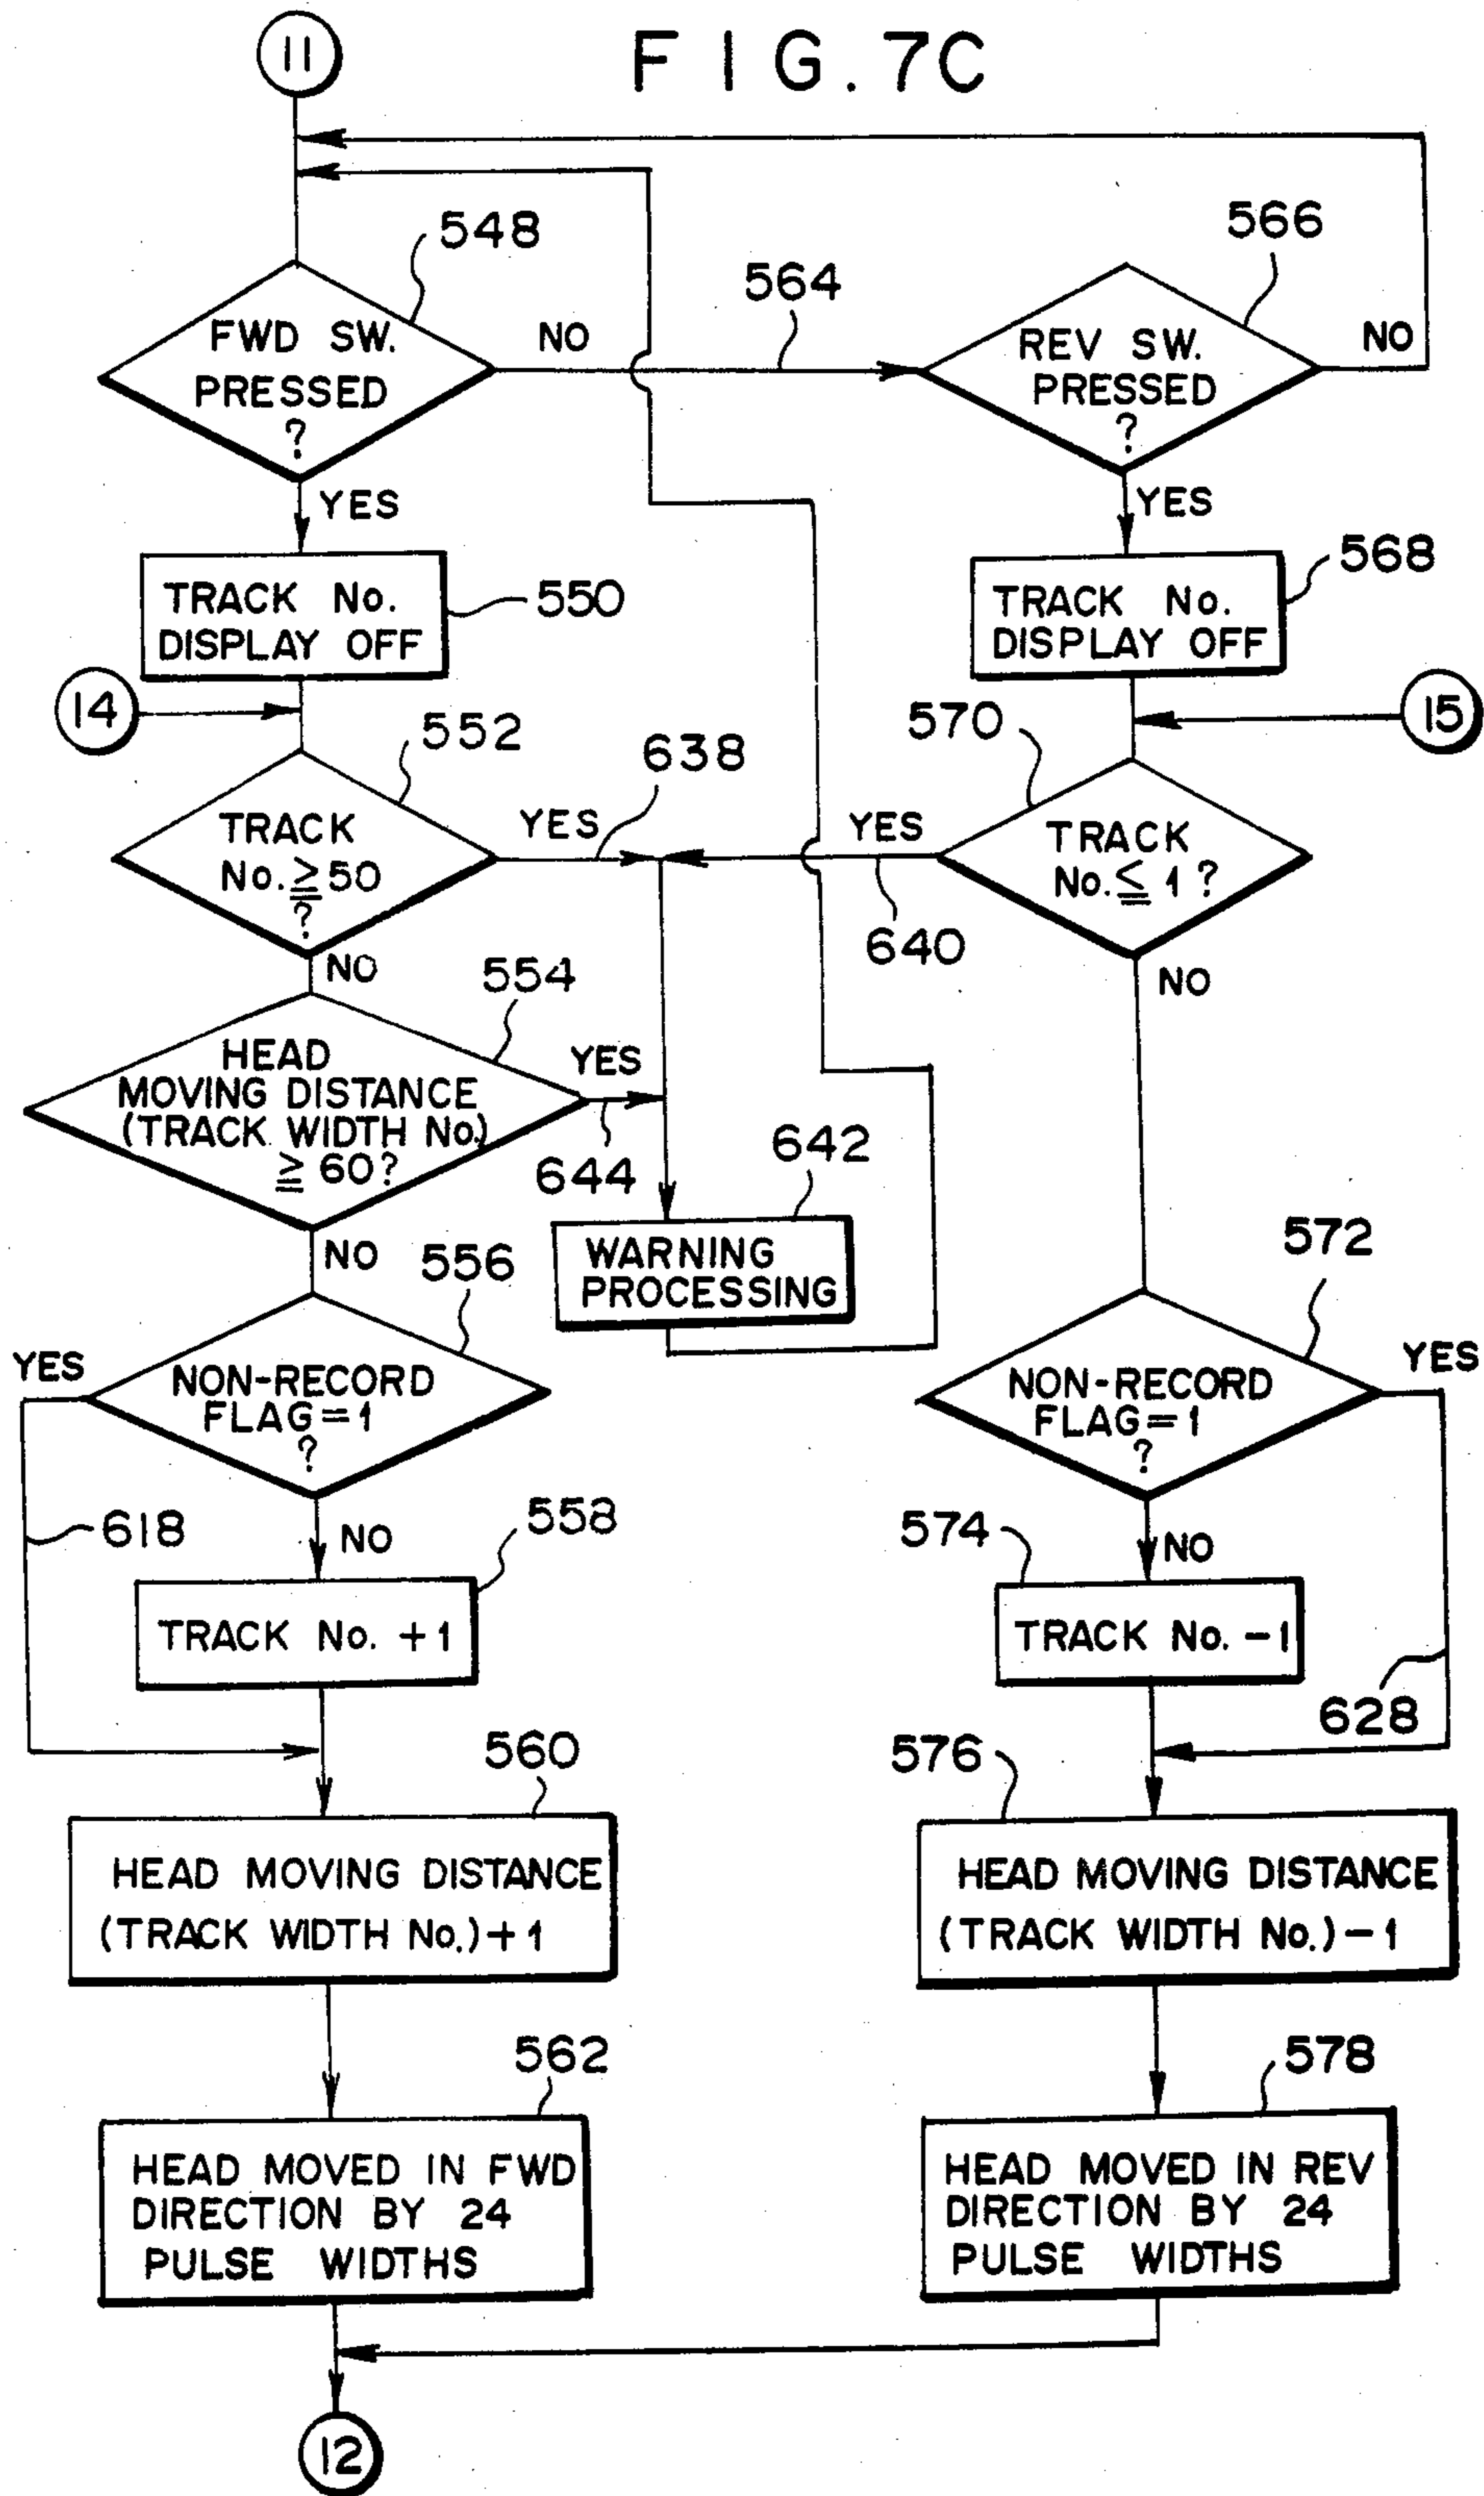 11
F I G. 7C
548
566
564
FWD SW.
PRESSED
?
NO
REV SW.
PRESSED
?
NO
YES
YES
TRACK No.
DISPLAY OFF
550
TRACK No.
DISPLAY OFF
568
14
15
552
638
570
TRACK
No. ≧ 50
?
YES
YES
TRACK
No. ≦ 1 ?
640
NO
NO
554
HEAD
MOVING DISTANCE
(TRACK WIDTH No.)
≧ 60?
YES
644
642
WARNING
PROCESSING
NO
556
572
YES
NON-RECORD
FLAG=1
?
NON-RECORD
FLAG=1
?
YES
618
NO
558
574
NO
TRACK No. +1
TRACK No. -1
628
560
576
HEAD MOVING DISTANCE
(TRACK WIDTH No.)+1
HEAD MOVING DISTANCE
(TRACK WIDTH No.)-1
562
578
HEAD MOVED IN FWD
DIRECTION BY 24
PULSE WIDTHS
HEAD MOVED IN REV
DIRECTION BY 24
PULSE WIDTHS
12